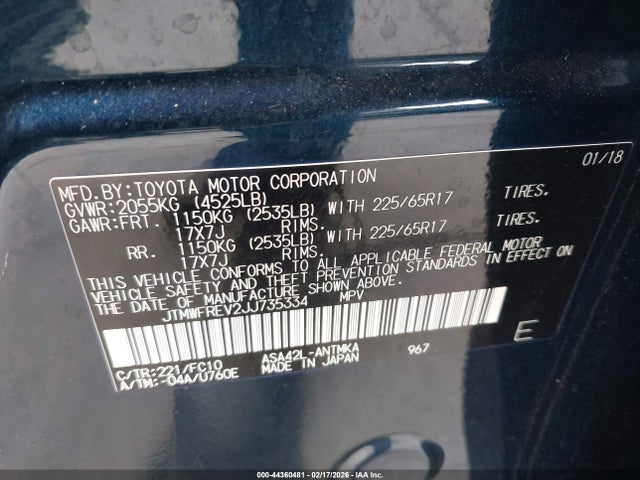 MFD.BY:TOYOTA MOTOR CORPORATION 01/18
GVWR:2055KG (4525LB)
GAWR:FRT. 1150KG (2535LB) WITH 225/65R17 TIRES.
17X7J RIMS.
RR. 1150KG (2535LB) WITH 225/65R17 TIRES.
17X7J RIMS.
THIS VEHICLE CONFORMS TO ALL APPLICABLE FEDERAL MOTOR
VEHICLE SAFETY AND THEFT PREVENTION STANDARDS IN EFFECT ON
THE DATE OF MANUFACTURE SHOWN ABOVE.
JTMWFREV2JJ735334 MPV
E
C/TR:221/FC10 ASA42L-ANTMKA 967
A/TM:-04A/U760E MADE IN JAPAN
000-44360481 - 02/17/2026 - IAA Inc.